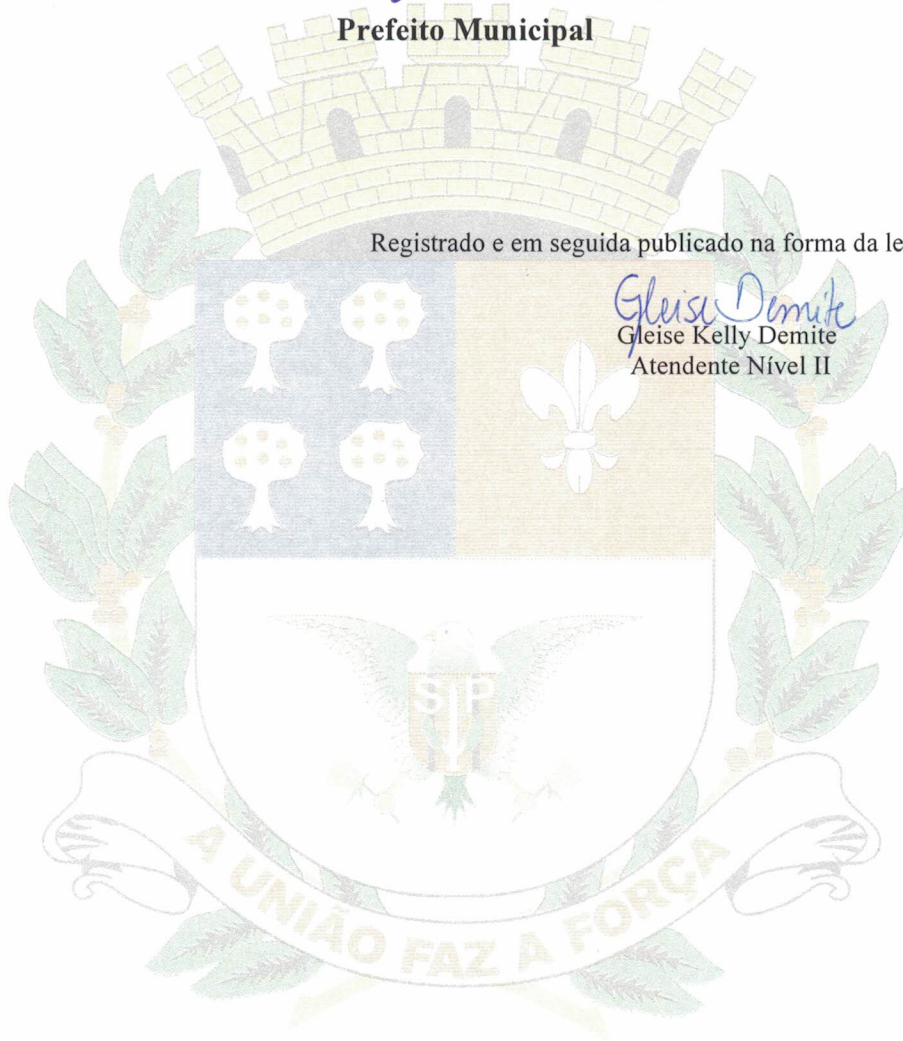 Prefeito Municipal
Registrado e em seguida publicado na forma da le
Gleise Demite
Gleise Kelly Demite
Atendente Nível II
S P
A UNIÃO FAZ A FORÇA